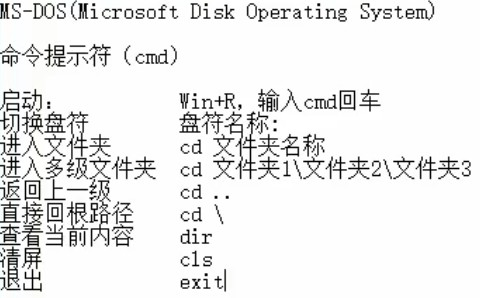 MS-DOS(Microsoft Disk Operating System)
命令提示符（cmd）
启动: Win+R，输入cmd回车
切换盘符 盘符名称:
进入文件夹 cd 文件夹名称
进入多级文件夹 cd 文件夹1\文件夹2\文件夹3
返回上一级 cd ..
直接回根路径 cd \
查看当前内容 dir
清屏 cls
退出 exit